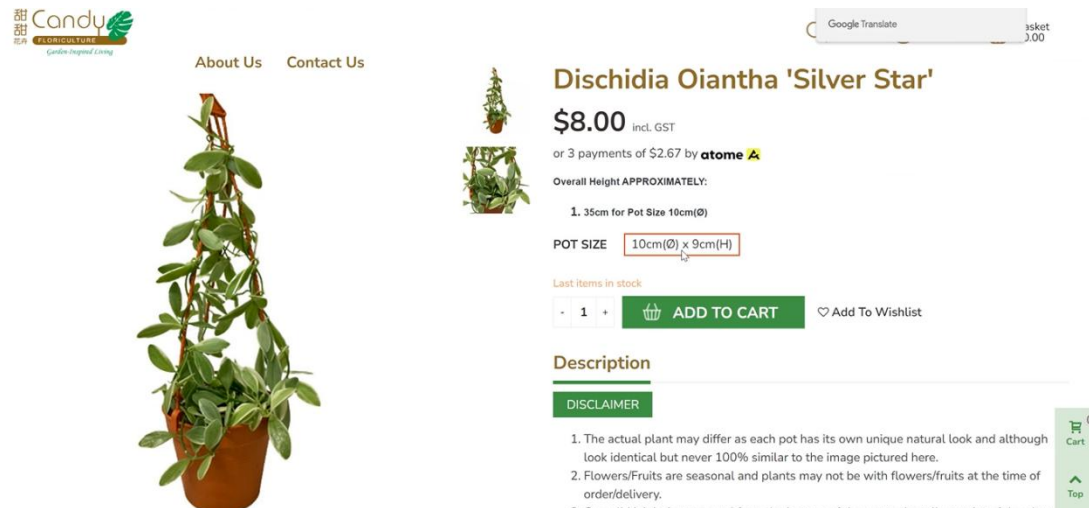 甜甜
花卉
Candy
FLORICULTURE
Garden-Inspired Living
Google Translate
asket
0.00
About Us Contact Us
Dischidia Oiantha 'Silver Star'
$8.00 incl. GST
or 3 payments of $2.67 by atome
Overall Height APPROXIMATELY:
1. 35cm for Pot Size 10cm(Ø)
POT SIZE 10cm(Ø) x 9cm(H)
Last items in stock
- 1 + ADD TO CART Add To Wishlist
Description
DISCLAIMER
1. The actual plant may differ as each pot has its own unique natural look and although
look identical but never 100% similar to the image pictured here.
2. Flowers/Fruits are seasonal and plants may not be with flowers/fruits at the time of
order/delivery.
Cart
Top